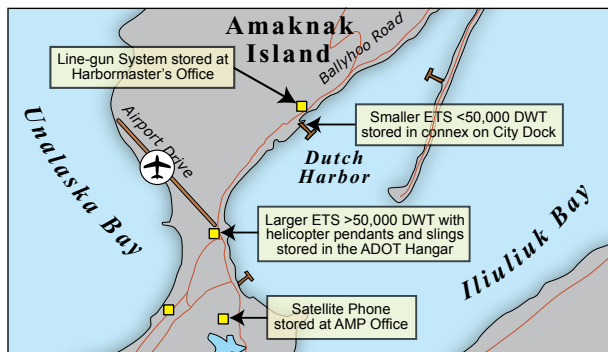 Amaknak
Island
Ballyhoo Road
Line-gun System stored at
Harbormaster's Office
Airport Drive
Smaller ETS <50,000 DWT
stored in connex on City Dock
Dutch
Harbor
Unalaska Bay
Larger ETS >50,000 DWT with
helicopter pendants and slings
stored in the ADOT Hangar
Iliuliuk Bay
Satellite Phone
stored at AMP Office